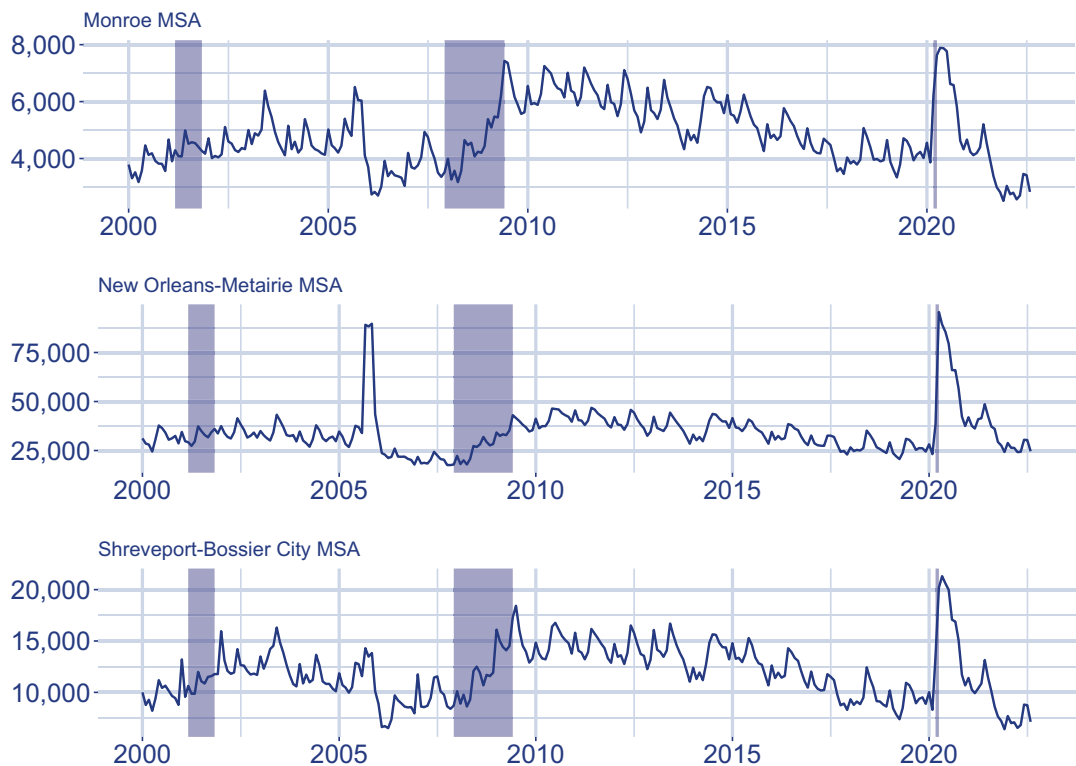 Monroe MSA
8,000
6,000
4,000
2000 2005 2010 2015 2020
New Orleans-Metairie MSA
75,000
50,000
25,000
2000 2005 2010 2015 2020
Shreveport-Bossier City MSA
20,000
15,000
10,000
2000 2005 2010 2015 2020